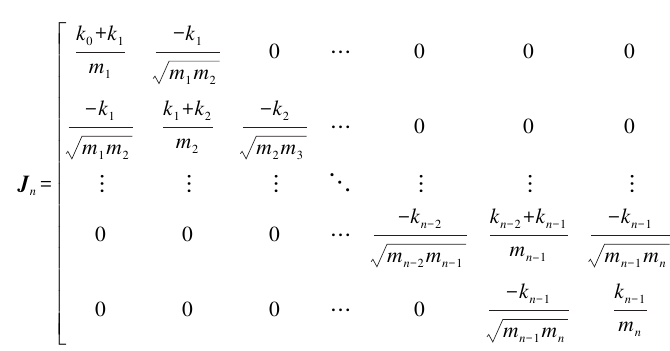 J_n = [ (k_0+k_1)/m_1   -k_1/√(m_1m_2)   0   ⋯   0   0   0
-k_1/√(m_1m_2)   (k_1+k_2)/m_2   -k_2/√(m_2m_3)   ⋯   0   0   0
⋮   ⋮   ⋮   ⋱   ⋮   ⋮   ⋮
0   0   0   ⋯   -k_{n-2}/√(m_{n-2}m_{n-1})   (k_{n-2}+k_{n-1})/m_{n-1}   -k_{n-1}/√(m_{n-1}m_n)
0   0   0   ⋯   0   -k_{n-1}/√(m_{n-1}m_n)   k_{n-1}/m_n